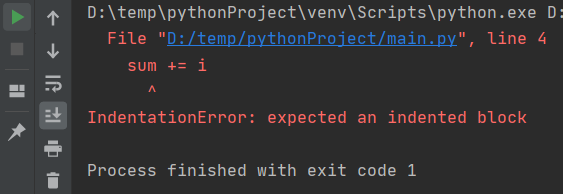 D:\temp\pythonProject\venv\Scripts\python.exe D:
File "D:/temp/pythonProject/main.py", line 4
sum += i
^
IndentationError: expected an indented block
Process finished with exit code 1